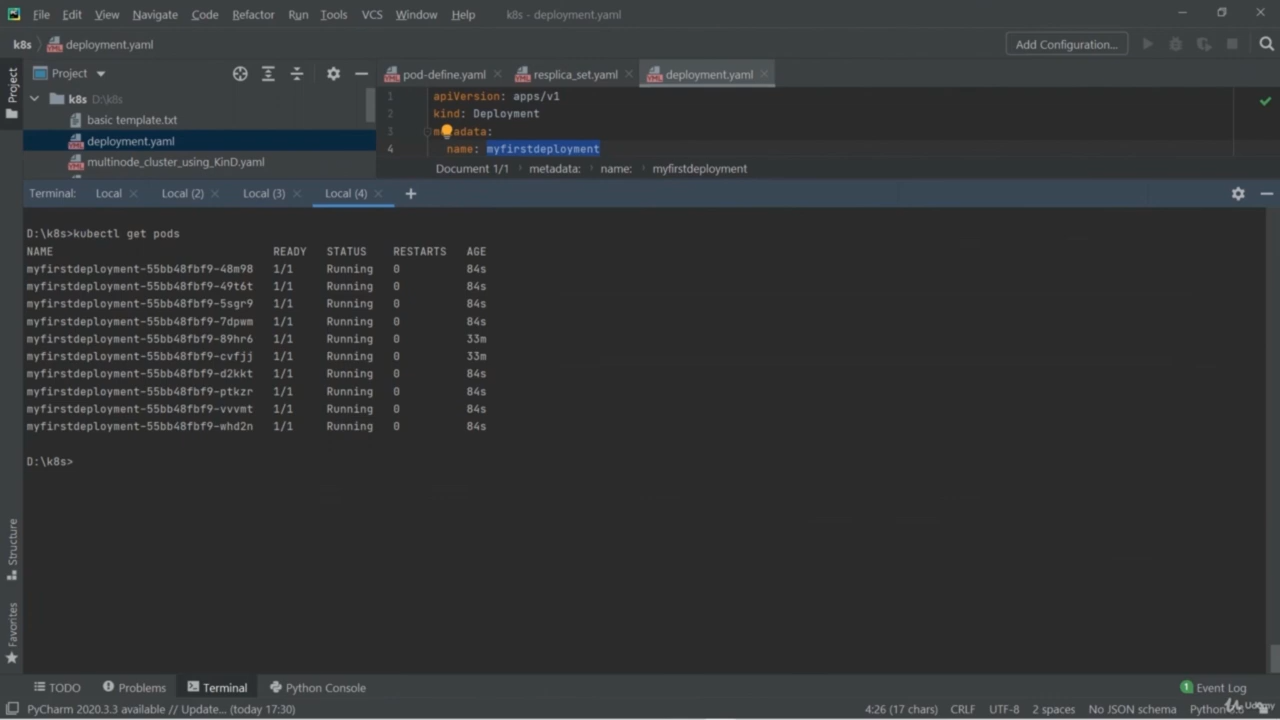 File Edit View Navigate Code Refactor Run Tools VCS Window Help k8s - deployment.yaml
k8s deployment.yaml Add Configuration...
Project Project pod-define.yaml resplica_set.yaml deployment.yaml
k8s D:\k8s
basic template.txt
deployment.yaml
multinode_cluster_using_KinD.yaml
1 apiVersion: apps/v1
2 kind: Deployment
3 metadata:
4 name: myfirstdeployment
Document 1/1 metadata: name: myfirstdeployment
Terminal: Local Local (2) Local (3) Local (4)
D:\k8s>kubectl get pods
NAME READY STATUS RESTARTS AGE
myfirstdeployment-55bb48fbf9-48m98 1/1 Running 0 84s
myfirstdeployment-55bb48fbf9-49t6t 1/1 Running 0 84s
myfirstdeployment-55bb48fbf9-5sgr9 1/1 Running 0 84s
myfirstdeployment-55bb48fbf9-7dpwm 1/1 Running 0 84s
myfirstdeployment-55bb48fbf9-89hr6 1/1 Running 0 33m
myfirstdeployment-55bb48fbf9-cvfjj 1/1 Running 0 33m
myfirstdeployment-55bb48fbf9-d2kkt 1/1 Running 0 84s
myfirstdeployment-55bb48fbf9-ptkzr 1/1 Running 0 84s
myfirstdeployment-55bb48fbf9-vvvmt 1/1 Running 0 84s
myfirstdeployment-55bb48fbf9-whd2n 1/1 Running 0 84s
D:\k8s>
Structure
Favorites
TODO Problems Terminal Python Console 1 Event Log
PyCharm 2020.3.3 available // Update... (today 17:30) 4:26 (17 chars) CRLF UTF-8 2 spaces No JSON schema Python
Udemy